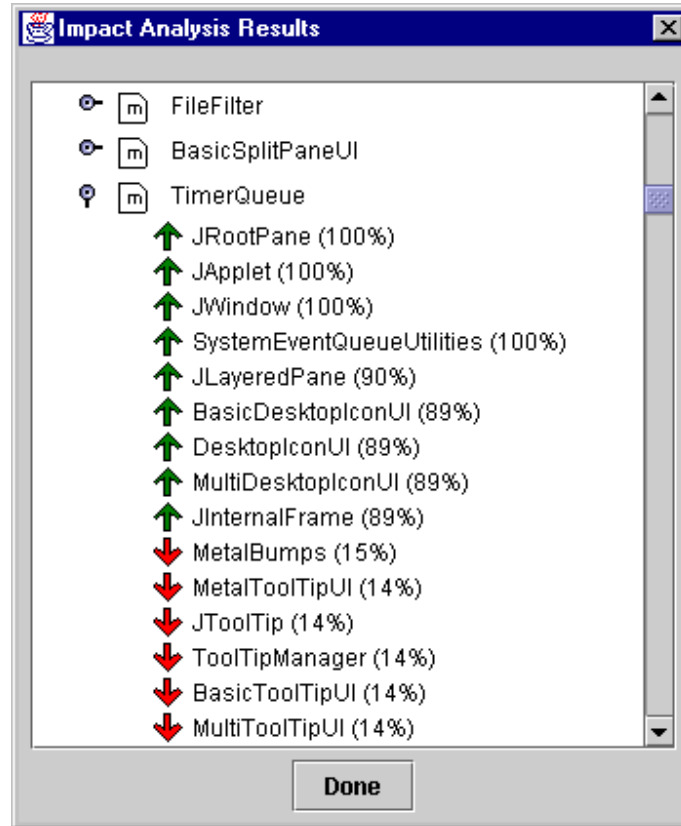 Impact Analysis Results
m FileFilter
m BasicSplitPaneUI
m TimerQueue
JRootPane (100%)
JApplet (100%)
JWindow (100%)
SystemEventQueueUtilities (100%)
JLayeredPane (90%)
BasicDesktopIconUI (89%)
DesktopIconUI (89%)
MultiDesktopIconUI (89%)
JInternalFrame (89%)
MetalBumps (15%)
MetalToolTipUI (14%)
JToolTip (14%)
ToolTipManager (14%)
BasicToolTipUI (14%)
MultiToolTipUI (14%)
Done